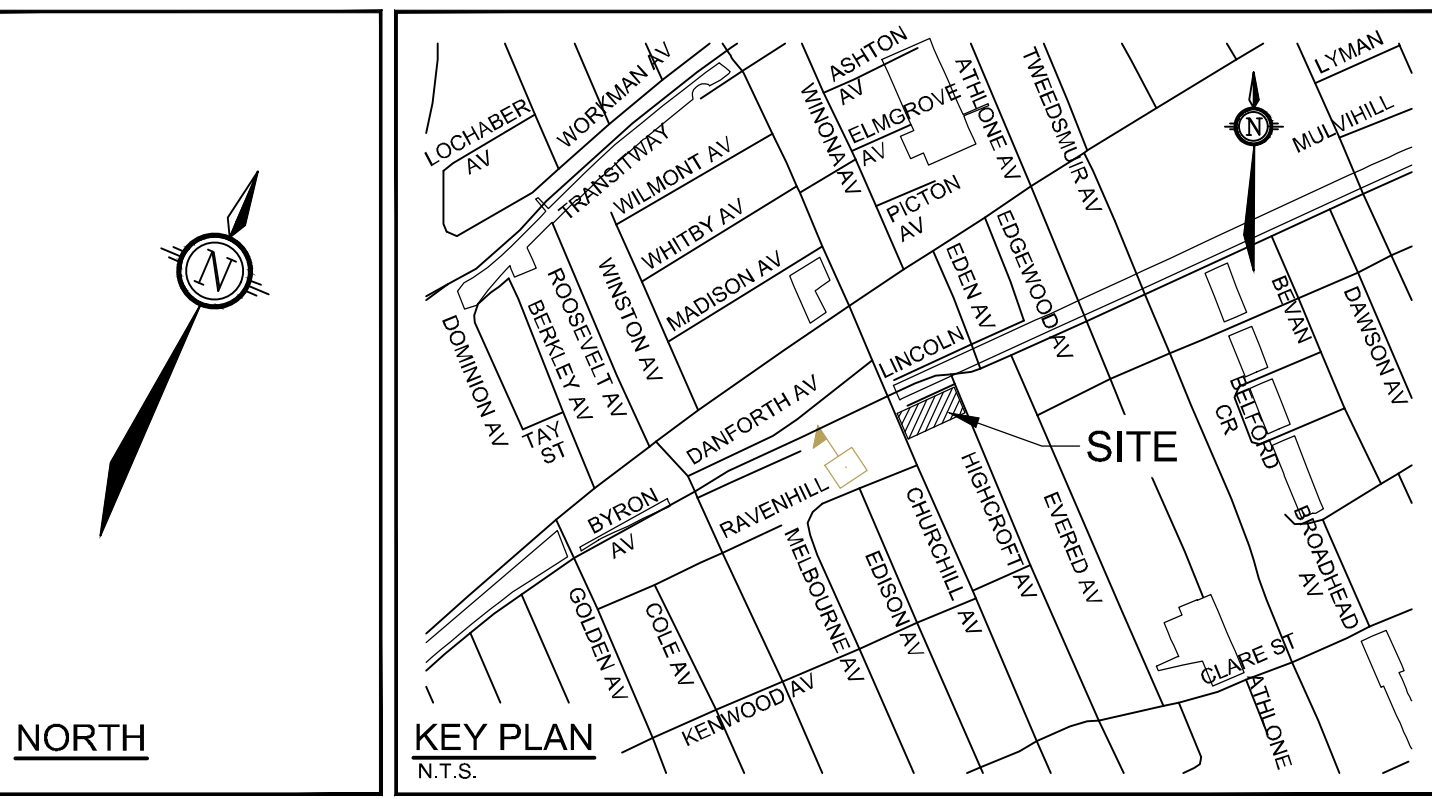 N
NORTH
LOCHABER
AV
WORKMAN AV
TRANSITWAY
WILMONT AV
WHITBY AV
MADISON AV
WINONA AV
ASHTON
AV
ELMGROVE
AV
PICTON
AV
ATHLONE AV
TWEEDSMUIR AV
LYMAN
MULVIHILL
N
DOMINION AV
BERKLEY AV
ROOSEVELT AV
WINSTON AV
TAY
ST
DANFORTH AV
LINCOLN
EDEN AV
EDGEWOOD AV
BEVAN
DAWSON AV
BELFORD
CR
SITE
BYRON
AV
RAVENHILL
MELBOURNE AV
EDISON AV
CHURCHILL AV
HIGHCROFT AV
EVERED AV
BROADHEAD
AV
GOLDEN AV
COLE AV
KENWOOD AV
CLARE ST
ATHLONE
KEY PLAN
N.T.S.